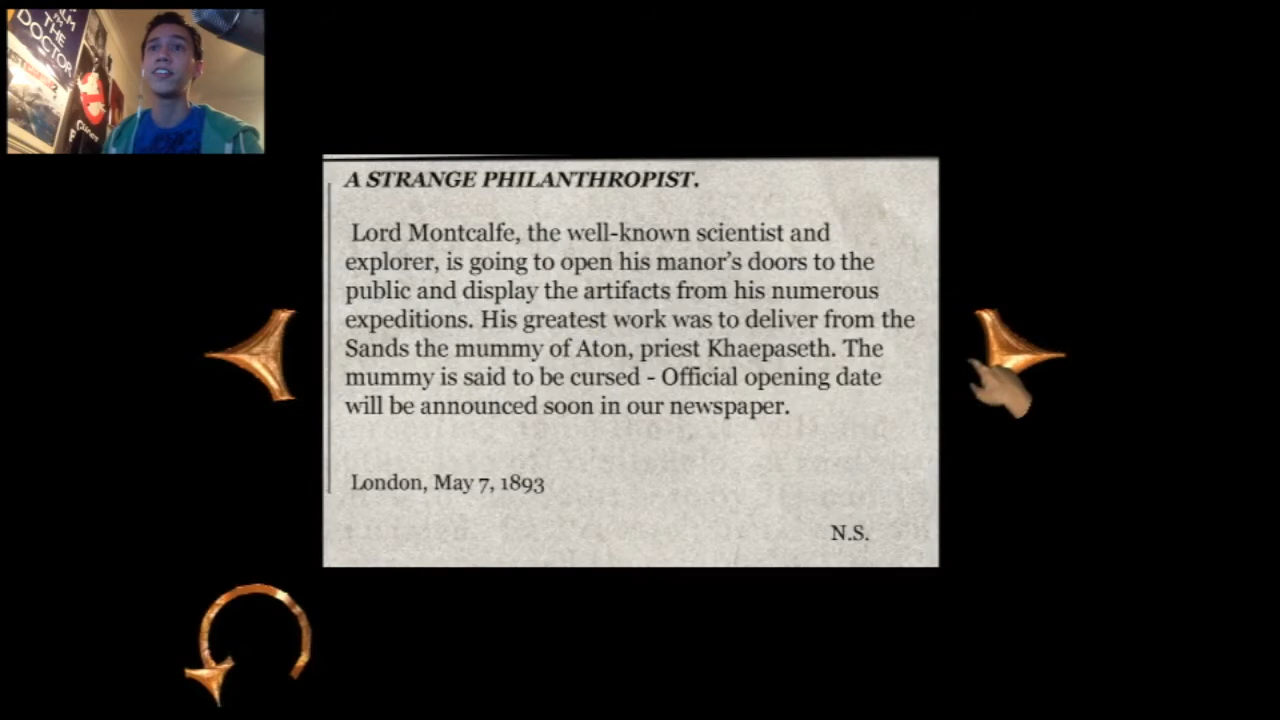 THE
DOCTOR
A STRANGE PHILANTHROPIST.
Lord Montcalfe, the well-known scientist and
explorer, is going to open his manor's doors to the
public and display the artifacts from his numerous
expeditions. His greatest work was to deliver from the
Sands the mummy of Aton, priest Khaepaseth. The
mummy is said to be cursed - Official opening date
will be announced soon in our newspaper.
London, May 7, 1893
N.S.